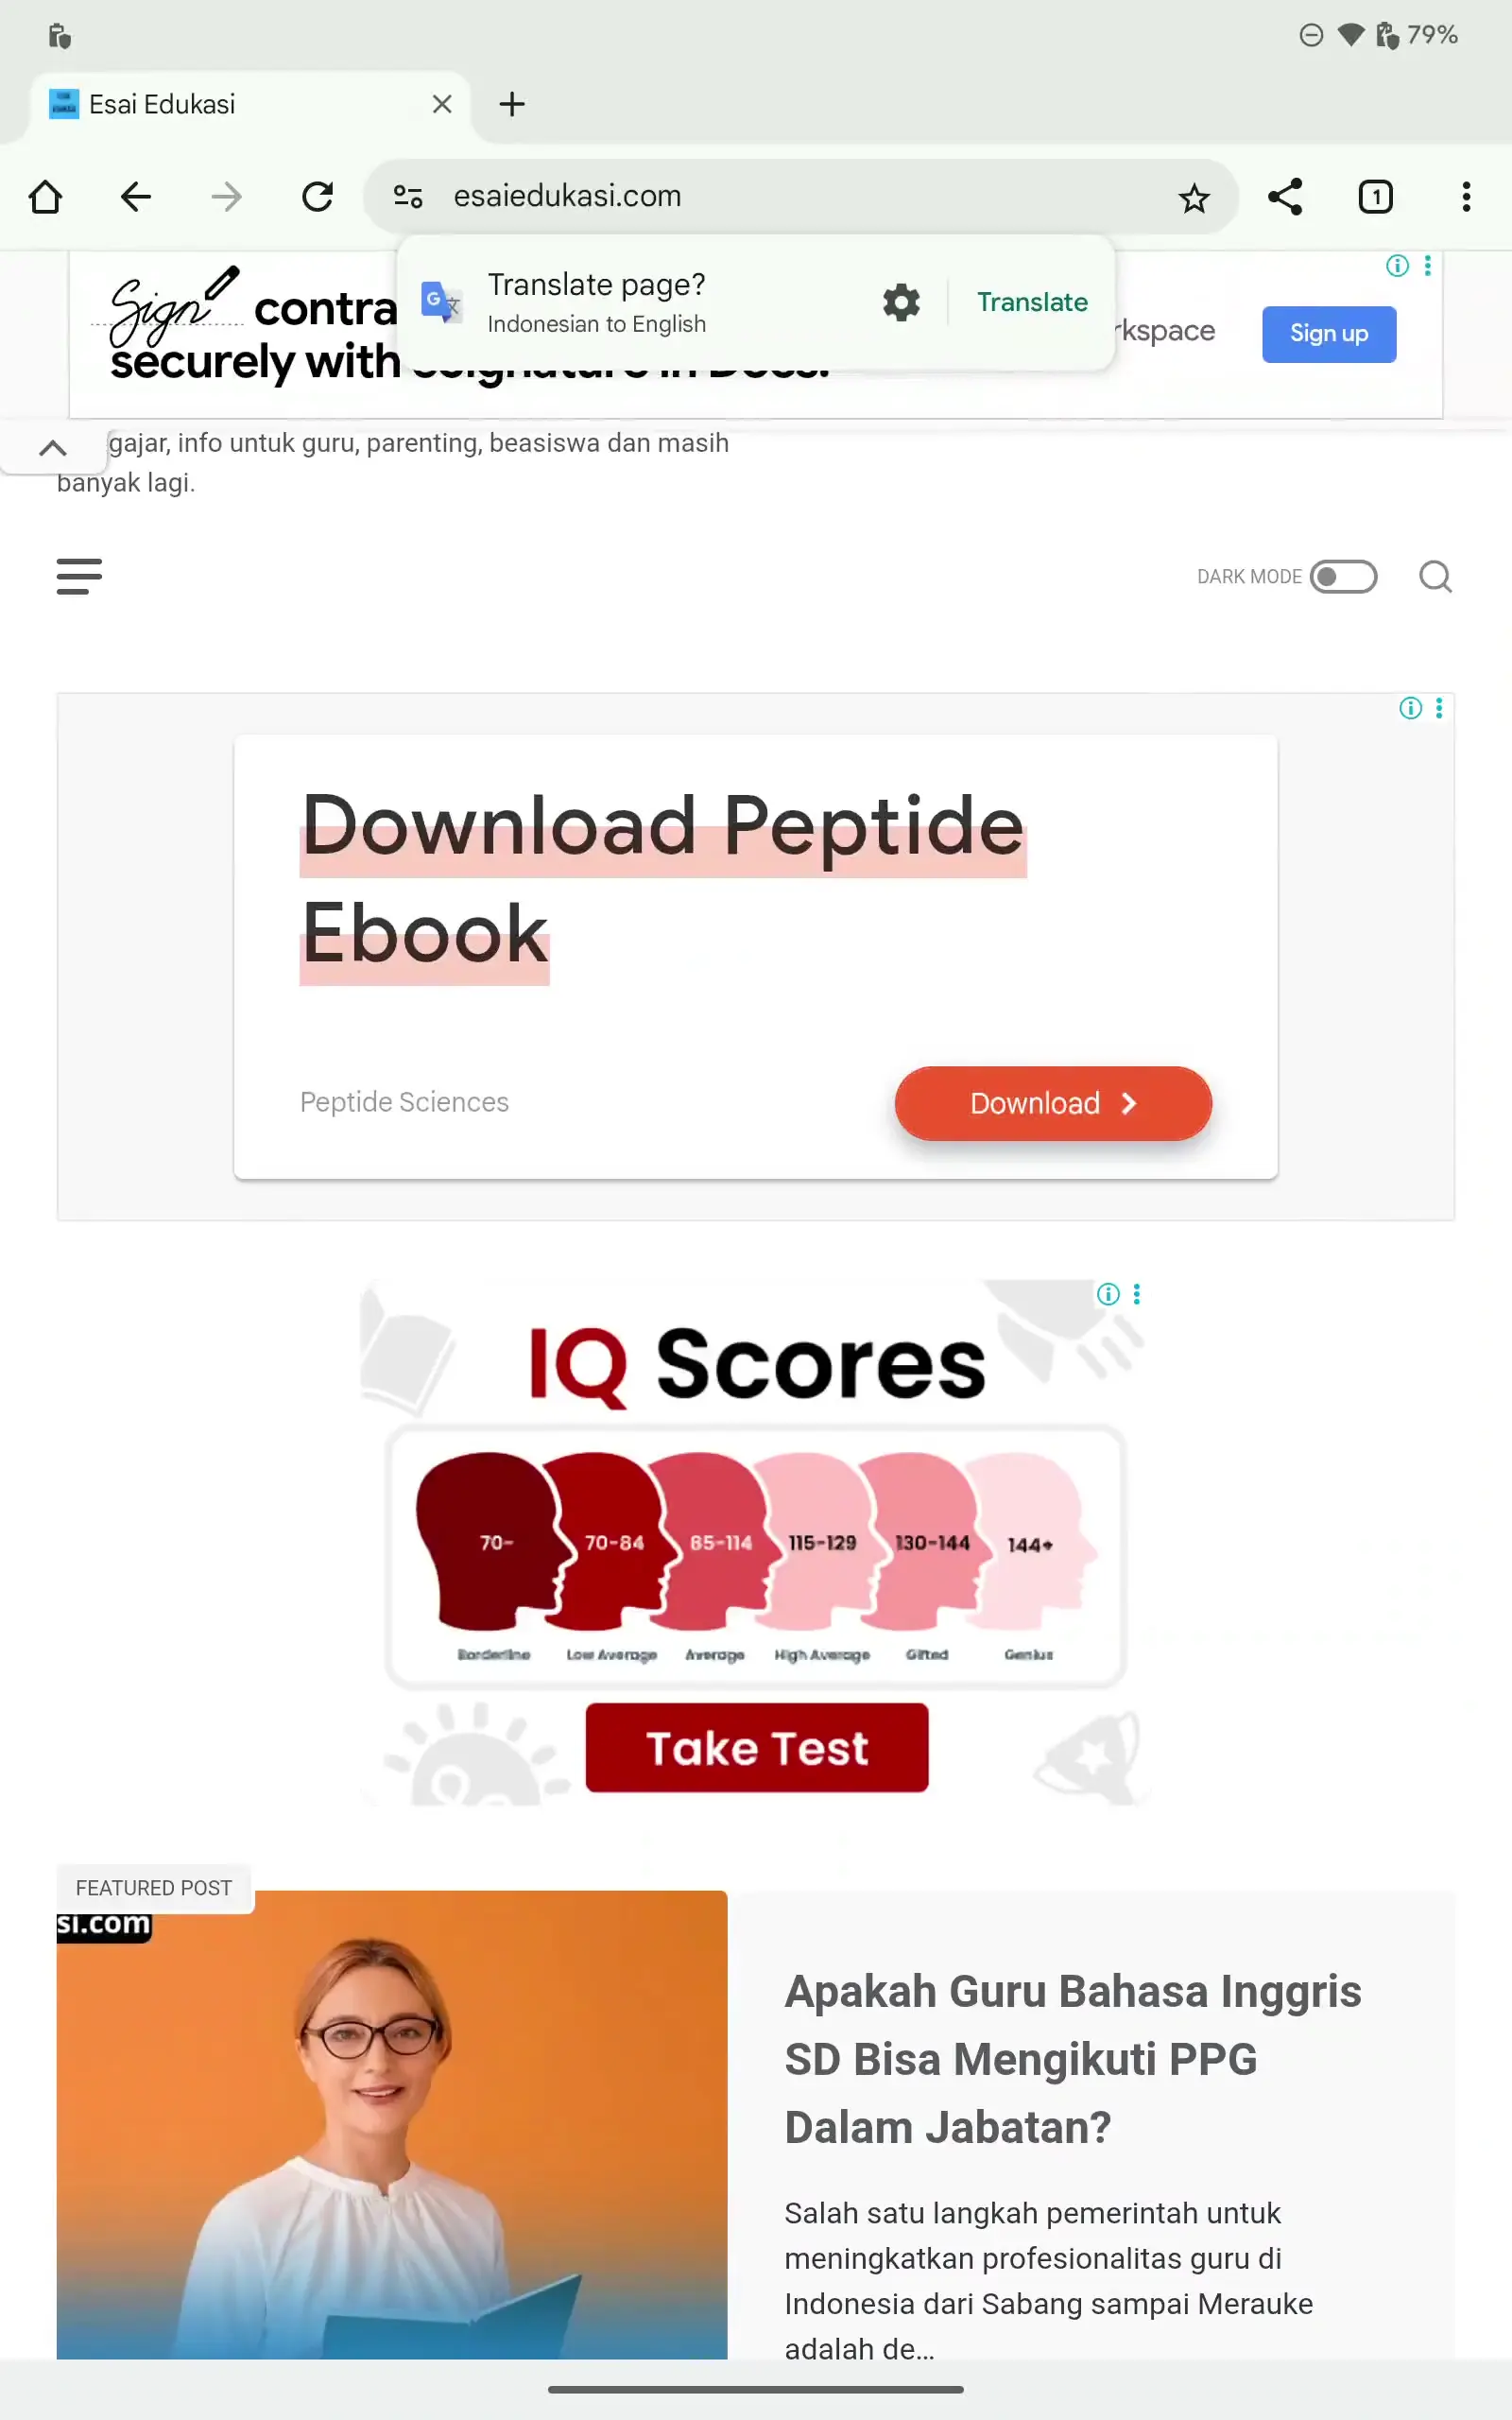 79%
Esai Edukasi
esaiedukasi.com
1
Translate page?
Indonesian to English
Translate
Sign contra
securely with
rkspace
Sign up
gajar, info untuk guru, parenting, beasiswa dan masih
banyak lagi.
DARK MODE
Download Peptide
Ebook
Peptide Sciences
Download
IQ Scores
70- 70-84 85-114 115-129 130-144 144+
Borderline Low Average Average High Average Gifted Genius
Take Test
FEATURED POST
si.com
Apakah Guru Bahasa Inggris
SD Bisa Mengikuti PPG
Dalam Jabatan?
Salah satu langkah pemerintah untuk
meningkatkan profesionalitas guru di
Indonesia dari Sabang sampai Merauke
adalah de...